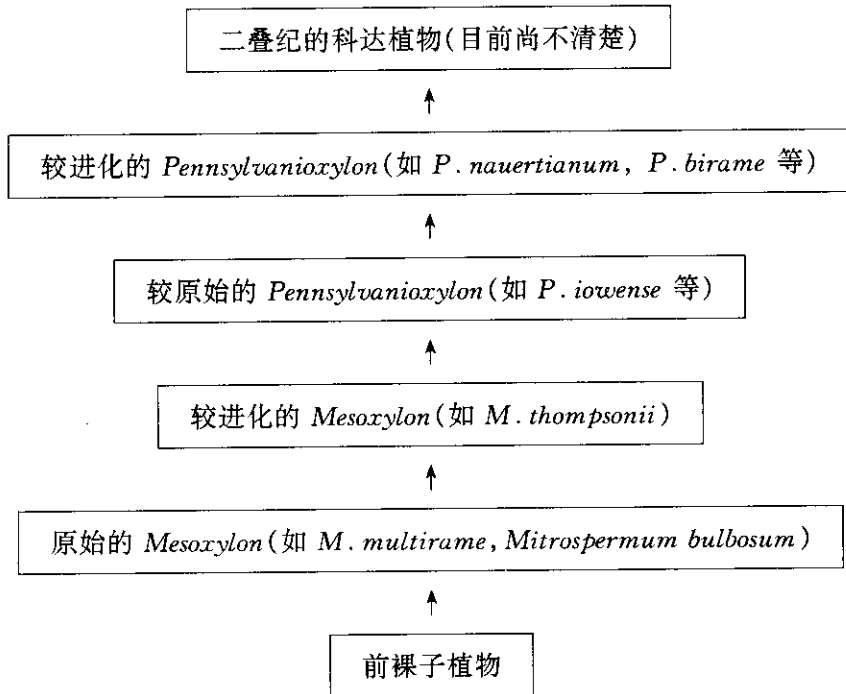 二叠纪的科达植物(目前尚不清楚)
较进化的 Pennsylvanioxylon(如 P. nauertianum, P. birame 等)
较原始的 Pennsylvanioxylon(如 P. iowense 等)
较进化的 Mesoxylon(如 M. thompsonii)
原始的 Mesoxylon(如 M. multirame, Mitrospermum bulbosum)
前裸子植物